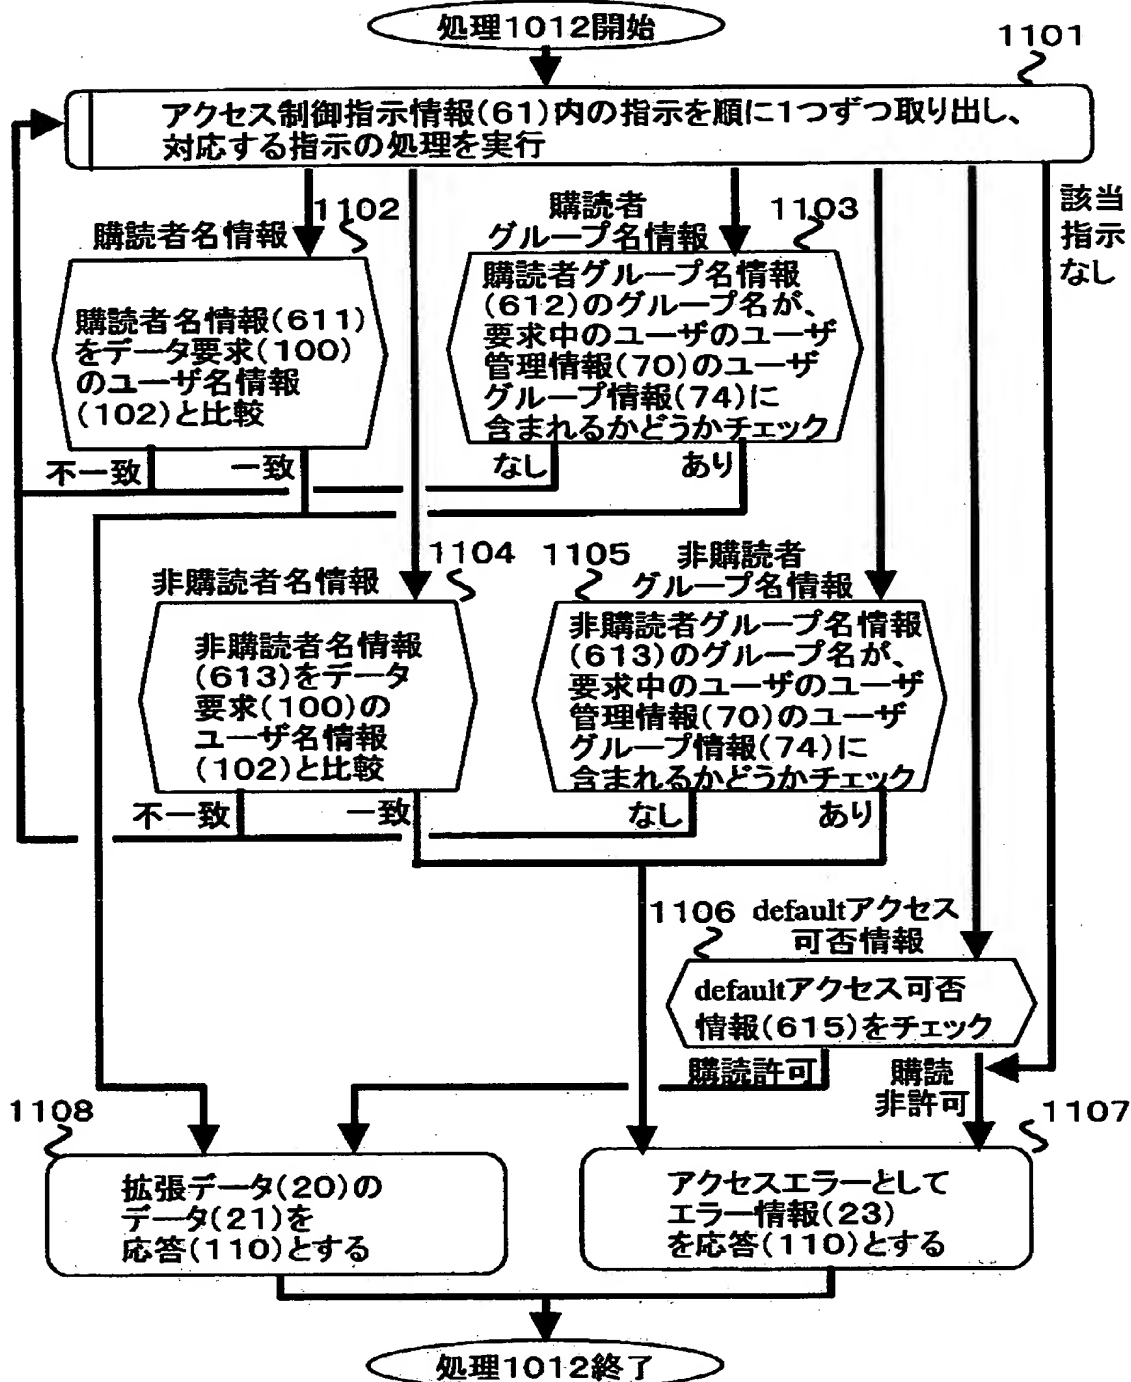 処理1012開始
1101
アクセス制御指示情報(61)内の指示を順に1つずつ取り出し、
対応する指示の処理を実行
該当
指示
なし
1102
購読者名情報
購読者名情報(611)
をデータ要求(100)
のユーザ名情報
(102)と比較
不一致
一致
購読者
グループ名情報
1103
購読者グループ名情報
(612)のグループ名が、
要求中のユーザのユーザ
管理情報(70)のユーザ
グループ情報(74)に
含まれるかどうかチェック
なし
あり
1104
非購読者名情報
非購読者名情報
(613)をデータ
要求(100)の
ユーザ名情報
(102)と比較
不一致
一致
1105
非購読者
グループ名情報
非購読者グループ名情報
(613)のグループ名が、
要求中のユーザのユーザ
管理情報(70)のユーザ
グループ情報(74)に
含まれるかどうかチェック
なし
あり
1106
defaultアクセス
可否情報
defaultアクセス可否
情報(615)をチェック
購読許可
購読
非許可
1108
拡張データ(20)の
データ(21)を
応答(110)とする
1107
アクセスエラーとして
エラー情報(23)
を応答(110)とする
処理1012終了